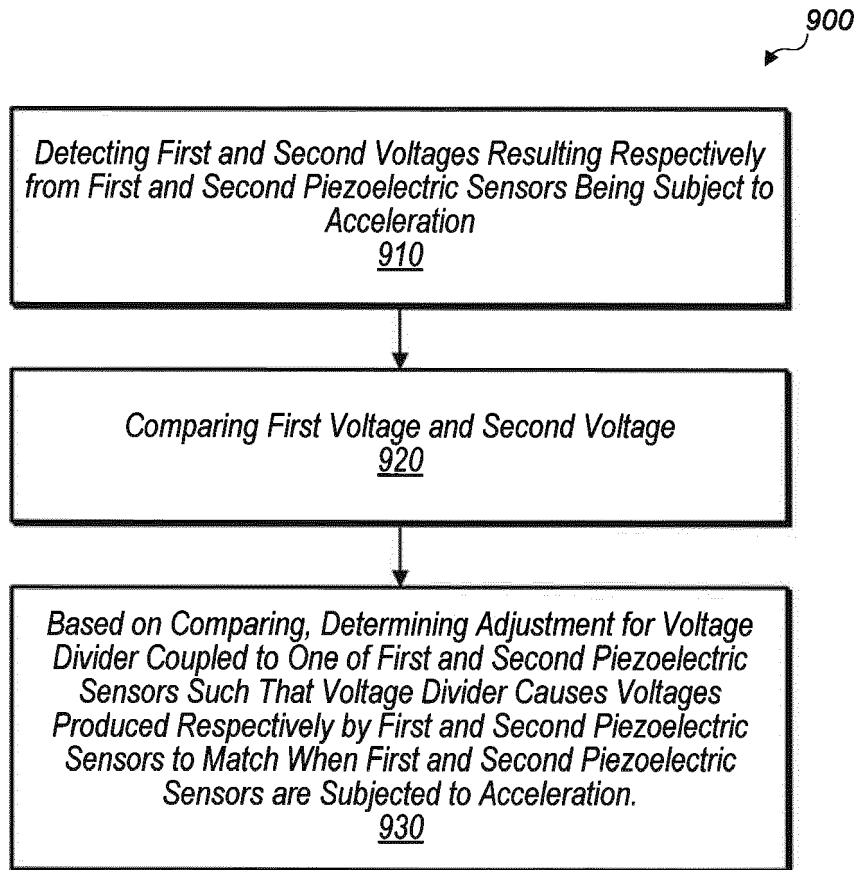 900
Detecting First and Second Voltages Resulting Respectively
from First and Second Piezoelectric Sensors Being Subject to
Acceleration
910
Comparing First Voltage and Second Voltage
920
Based on Comparing, Determining Adjustment for Voltage
Divider Coupled to One of First and Second Piezoelectric
Sensors Such That Voltage Divider Causes Voltages
Produced Respectively by First and Second Piezoelectric
Sensors to Match When First and Second Piezoelectric
Sensors are Subjected to Acceleration.
930